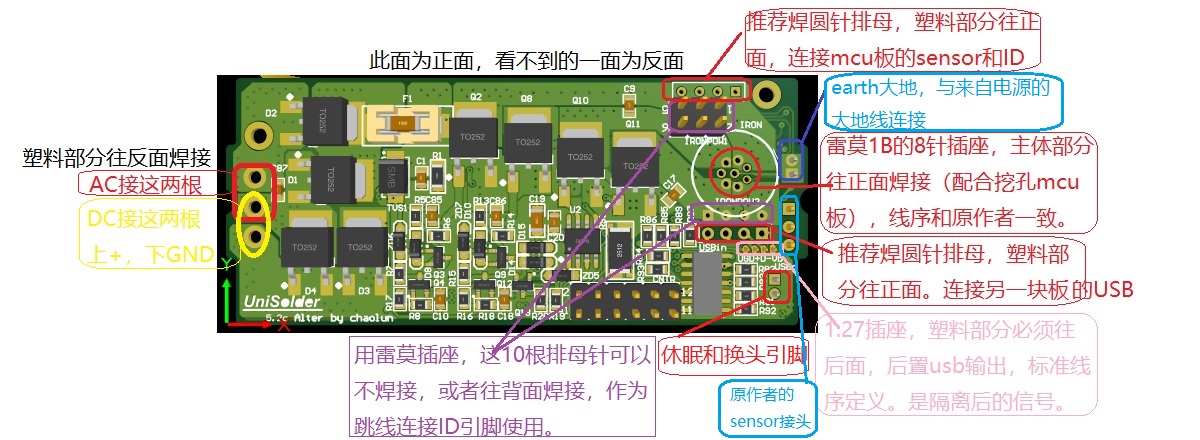 推荐焊圆针排母，塑料部分往正
面，连接mcu板的sensor和ID
此面为正面，看不到的一面为反面
earth大地，与来自电源的
大地线连接
塑料部分往反面焊接
AC接这两根
DC接这两根
上+，下GND
雷莫1B的8针插座，主体部分
往正面焊接（配合挖孔mcu
板），线序和原作者一致。
推荐焊圆针排母，塑料部
分往正面。连接另一块板的USB
1.27插座，塑料部分必须往
后面，后置usb输出，标准线
序定义。是隔离后的信号。
用雷莫插座，这10根排母针可以
不焊接，或者往背面焊接，作为
跳线连接ID引脚使用。
休眠和换头引脚
原作者的
sensor接头
D2
F1
Q2
Q8
Q10
C9
Q11
IRON
IRONPOW1
TO252
TO252
TO252
TO252
TO252
TO252
TO252
TO252
D1
SMB
TVS1
C1
R1
C17
U2
C19
R86
USBin
ZD5
2512
CNTR
D4
D3
R17
R8
C10
R16
R18
C18
R92
Y
X
UniSolder
5.2c Alter by chaolun